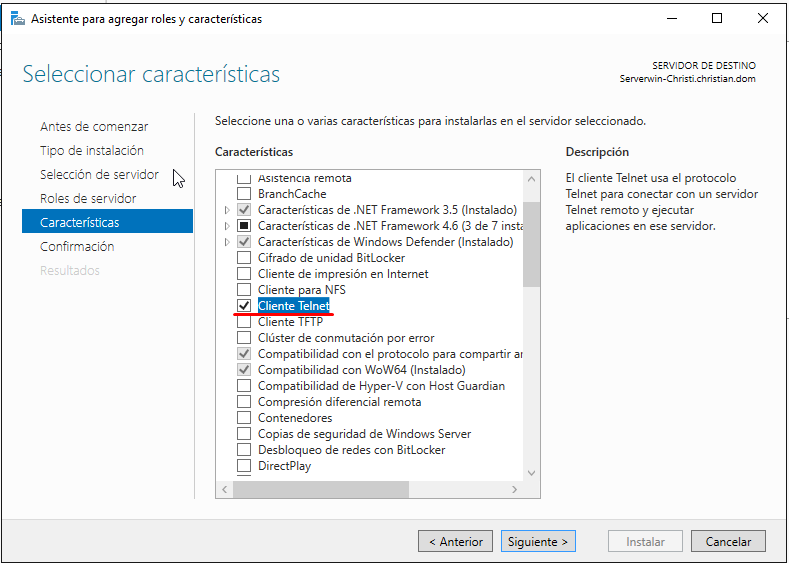 Asistente para agregar roles y características
Seleccionar características
SERVIDOR DE DESTINO
Serverwin-Christi.christian.dom
Antes de comenzar
Tipo de instalación
Selección de servidor
Roles de servidor
Características
Confirmación
Resultados
Seleccione una o varias características para instalarlas en el servidor seleccionado.
Características
Asistencia remota
BranchCache
Características de .NET Framework 3.5 (Instalado)
Características de .NET Framework 4.6 (3 de 7 insta
Características de Windows Defender (Instalado)
Cifrado de unidad BitLocker
Cliente de impresión en Internet
Cliente para NFS
Cliente Telnet
Cliente TFTP
Clúster de conmutación por error
Compatibilidad con el protocolo para compartir ar
Compatibilidad con WoW64 (Instalado)
Compatibilidad de Hyper-V con Host Guardian
Compresión diferencial remota
Contenedores
Copias de seguridad de Windows Server
Desbloqueo de redes con BitLocker
DirectPlay
Descripción
El cliente Telnet usa el protocolo
Telnet para conectar con un servidor
Telnet remoto y ejecutar
aplicaciones en ese servidor.
< Anterior
Siguiente >
Instalar
Cancelar